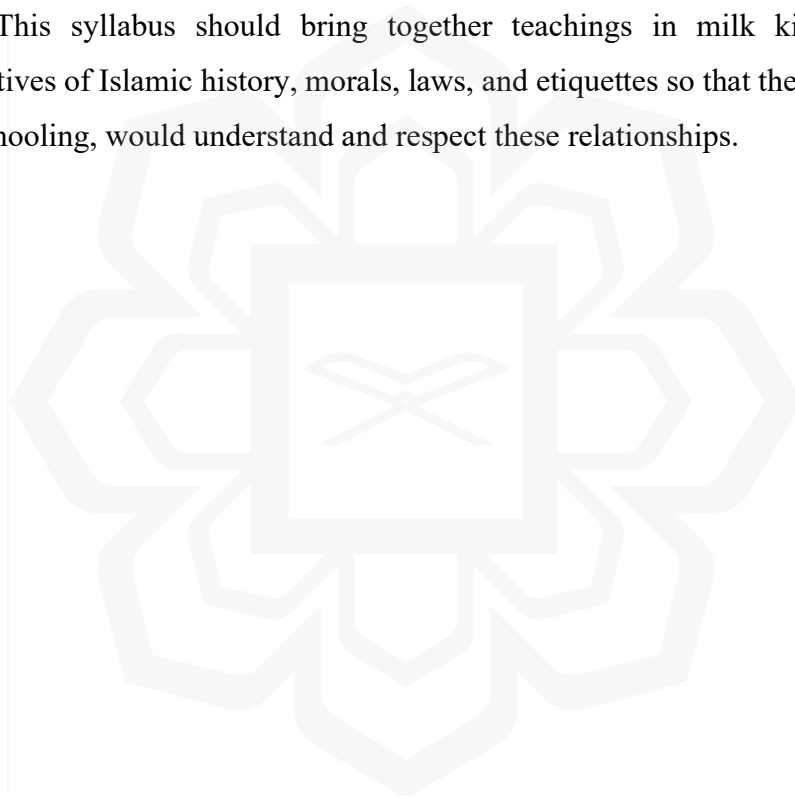 This syllabus should bring together teachings in milk ki
tives of Islamic history, morals, laws, and etiquettes so that the
ooling, would understand and respect these relationships.